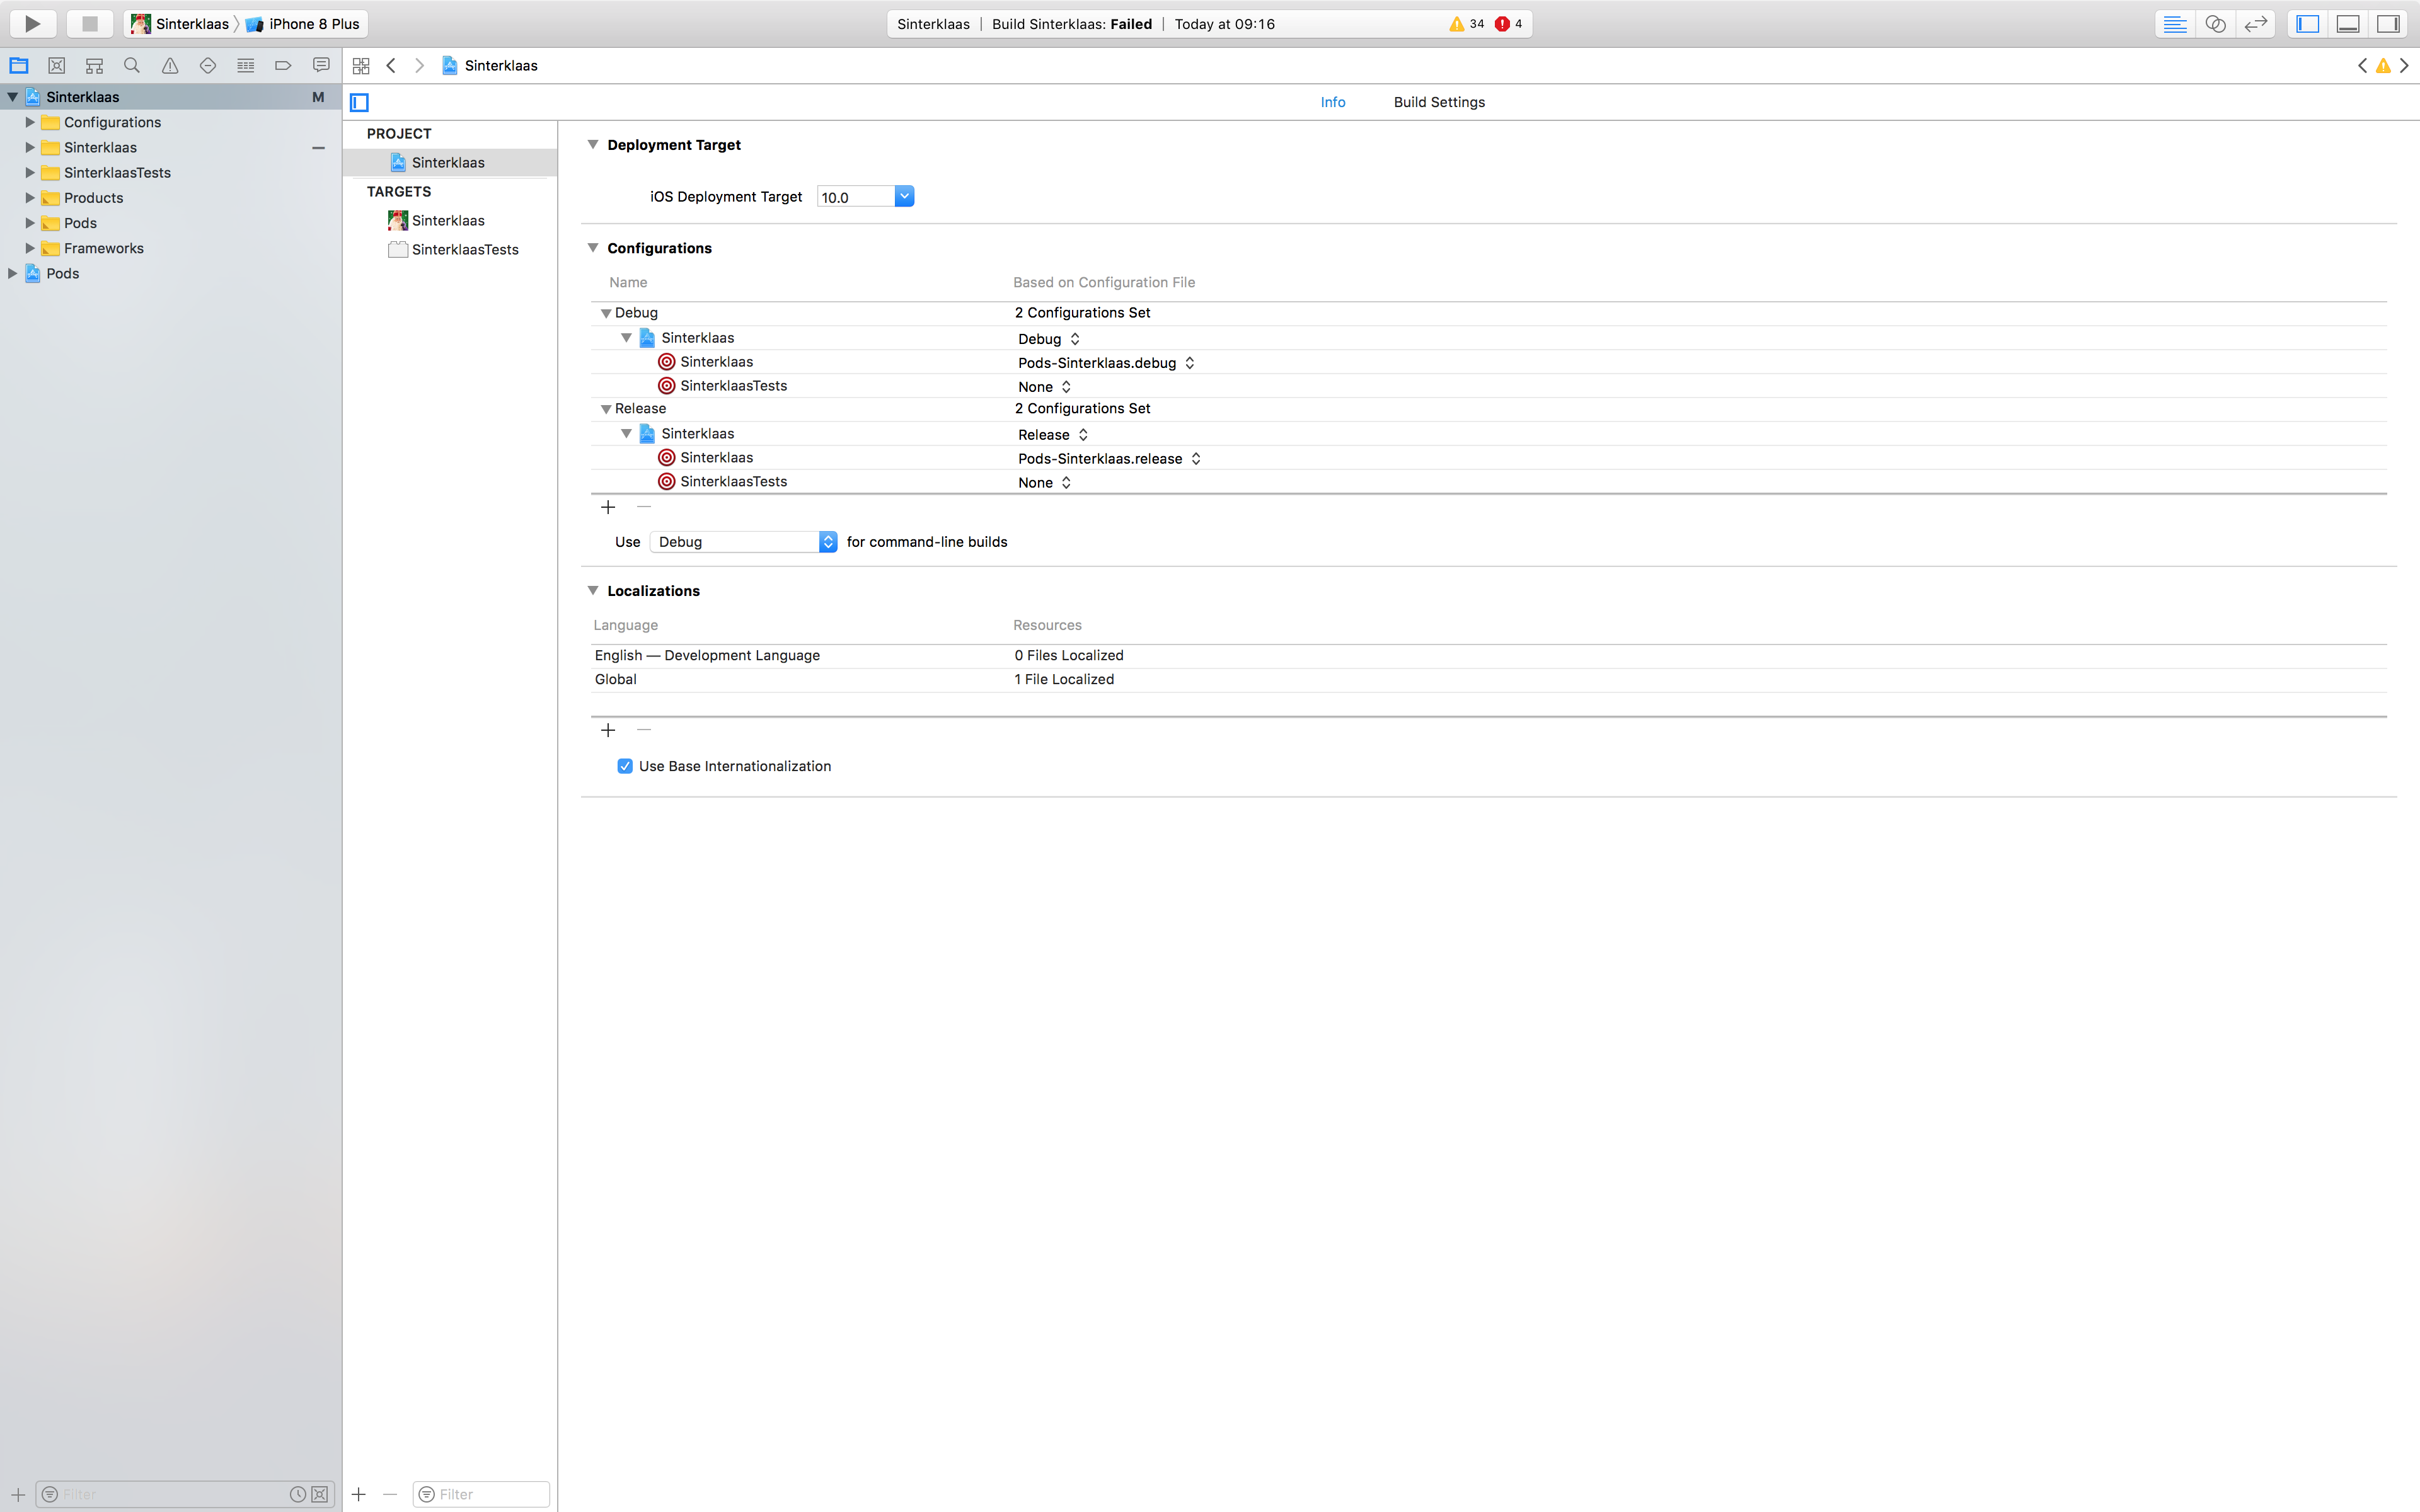 Sinterklaas iPhone 8 Plus
Sinterklaas | Build Sinterklaas: Failed | Today at 09:16
34 4
Sinterklaas
Sinterklaas M
Configurations
Sinterklaas
SinterklaasTests
Products
Pods
Frameworks
Pods
Filter
PROJECT
Sinterklaas
TARGETS
Sinterklaas
SinterklaasTests
Filter
Info Build Settings
Deployment Target
iOS Deployment Target 10.0
Configurations
Name Based on Configuration File
Debug 2 Configurations Set
Sinterklaas Debug
Sinterklaas Pods-Sinterklaas.debug
SinterklaasTests None
Release 2 Configurations Set
Sinterklaas Release
Sinterklaas Pods-Sinterklaas.release
SinterklaasTests None
Use Debug for command-line builds
Localizations
Language Resources
English — Development Language 0 Files Localized
Global 1 File Localized
Use Base Internationalization